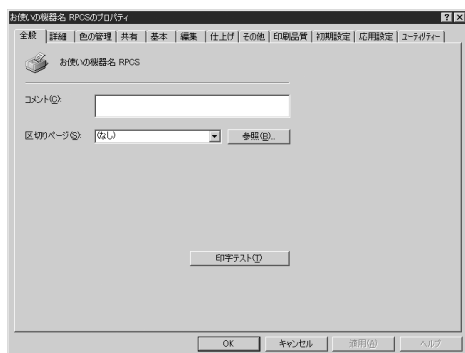 お使いの機器名 RPCSのプロパティ
全般 詳細 色の管理 共有 基本 編集 仕上げ その他 印刷品質 初期設定 応用設定 ユーティリティー
お使いの機器名 RPCS
コメント(C):
区切りページ(S): (なし) 参照(B)...
印字テスト(T)
OK キャンセル 適用(A) ヘルプ